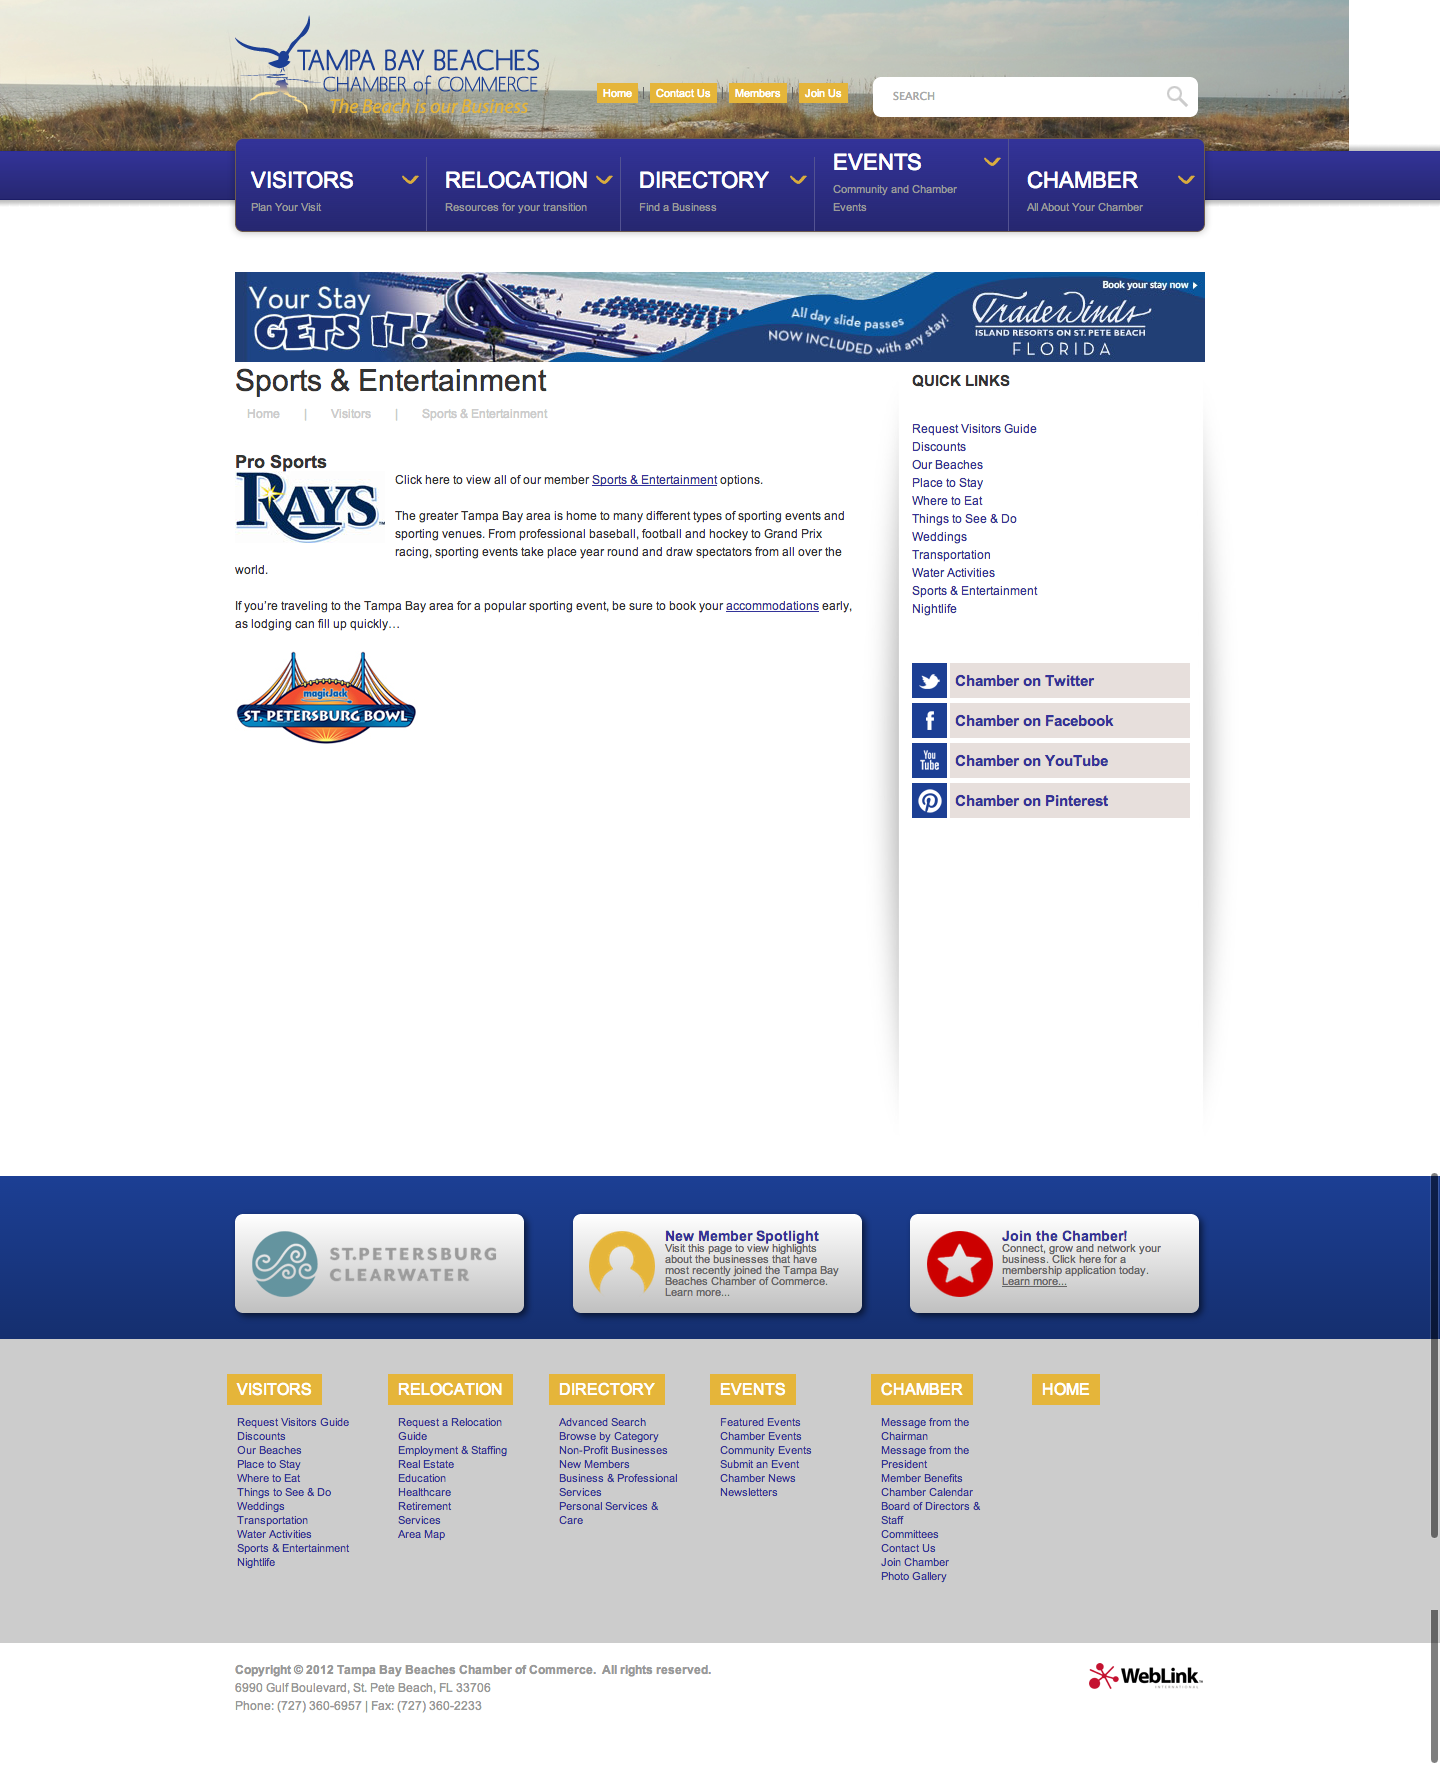 TAMPA BAY BEACHES
CHAMBER of COMMERCE
The Beach is our Business
Home
Contact Us
Members
Join Us
SEARCH
VISITORS
Plan Your Visit
RELOCATION
Resources for your transition
DIRECTORY
Find a Business
EVENTS
Community and Chamber
Events
CHAMBER
All About Your Chamber
Your Stay
GETS IT!
All day slide passes
NOW INCLUDED with any stay!
Book your stay now
TradeWinds
ISLAND RESORTS ON ST. PETE BEACH
FLORIDA
Sports & Entertainment
Home | Visitors | Sports & Entertainment
Pro Sports
RAYS
Click here to view all of our member Sports & Entertainment options.
The greater Tampa Bay area is home to many different types of sporting events and
sporting venues. From professional baseball, football and hockey to Grand Prix
racing, sporting events take place year round and draw spectators from all over the
world.
If you’re traveling to the Tampa Bay area for a popular sporting event, be sure to book your accommodations early,
as lodging can fill up quickly…
magicJack
ST. PETERSBURG BOWL
QUICK LINKS
Request Visitors Guide
Discounts
Our Beaches
Place to Stay
Where to Eat
Things to See & Do
Weddings
Transportation
Water Activities
Sports & Entertainment
Nightlife
Chamber on Twitter
f
Chamber on Facebook
You
Tube
Chamber on YouTube
Chamber on Pinterest
ST.PETERSBURG
CLEARWATER
New Member Spotlight
Visit this page to view highlights
about the businesses that have
most recently joined the Tampa Bay
Beaches Chamber of Commerce.
Learn more...
Join the Chamber!
Connect, grow and network your
business. Click here for a
membership application today.
Learn more...
VISITORS
Request Visitors Guide
Discounts
Our Beaches
Place to Stay
Where to Eat
Things to See & Do
Weddings
Transportation
Water Activities
Sports & Entertainment
Nightlife
RELOCATION
Request a Relocation
Guide
Employment & Staffing
Real Estate
Education
Healthcare
Retirement
Services
Area Map
DIRECTORY
Advanced Search
Browse by Category
Non-Profit Businesses
New Members
Business & Professional
Services
Personal Services &
Care
EVENTS
Featured Events
Chamber Events
Community Events
Submit an Event
Chamber News
Newsletters
CHAMBER
Message from the
Chairman
Message from the
President
Member Benefits
Chamber Calendar
Board of Directors &
Staff
Committees
Contact Us
Join Chamber
Photo Gallery
HOME
Copyright © 2012 Tampa Bay Beaches Chamber of Commerce. All rights reserved.
6990 Gulf Boulevard, St. Pete Beach, FL 33706
Phone: (727) 360-6957 | Fax: (727) 360-2233
WebLink
INTERNATIONAL